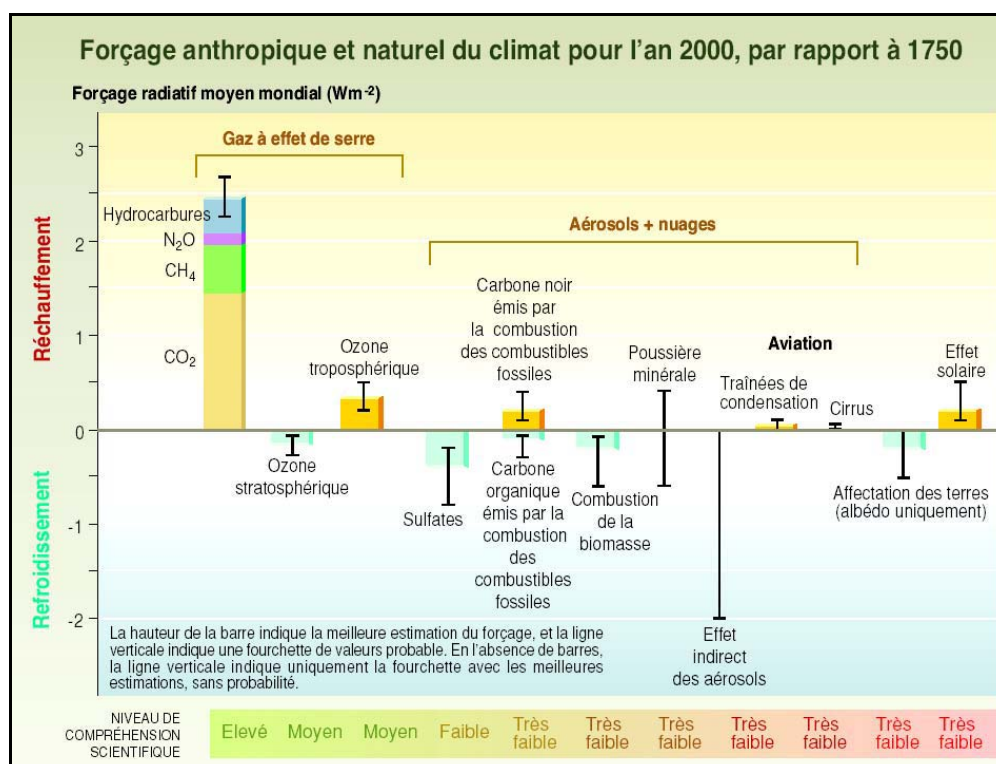 Forçage anthropique et naturel du climat pour l'an 2000, par rapport à 1750
Forçage radiatif moyen mondial (Wm-2)
Réchauffement
Refroidissement
3
2
1
0
-1
-2
Gaz à effet de serre
Hydrocarbures
N2O
CH4
CO2
Ozone
stratosphérique
Ozone
troposphérique
Aérosols + nuages
Sulfates
Carbone noir
émis par
la combustion
des combustibles
fossiles
Carbone
organique
émis par la
combustion
des
combustibles
fossiles
Combustion
de la
biomasse
Poussière
minérale
Effet
indirect
des aérosols
Aviation
Traînées de
condensation
Cirrus
Affectation des terres
(albédo uniquement)
Effet
solaire
La hauteur de la barre indique la meilleure estimation du forçage, et la ligne
verticale indique une fourchette de valeurs probable. En l'absence de barres,
la ligne verticale indique uniquement la fourchette avec les meilleures
estimations, sans probabilité.
NIVEAU DE
COMPRÉHENSION
SCIENTIFIQUE
Elevé
Moyen
Moyen
Faible
Très
faible
Très
faible
Très
faible
Très
faible
Très
faible
Très
faible
Très
faible